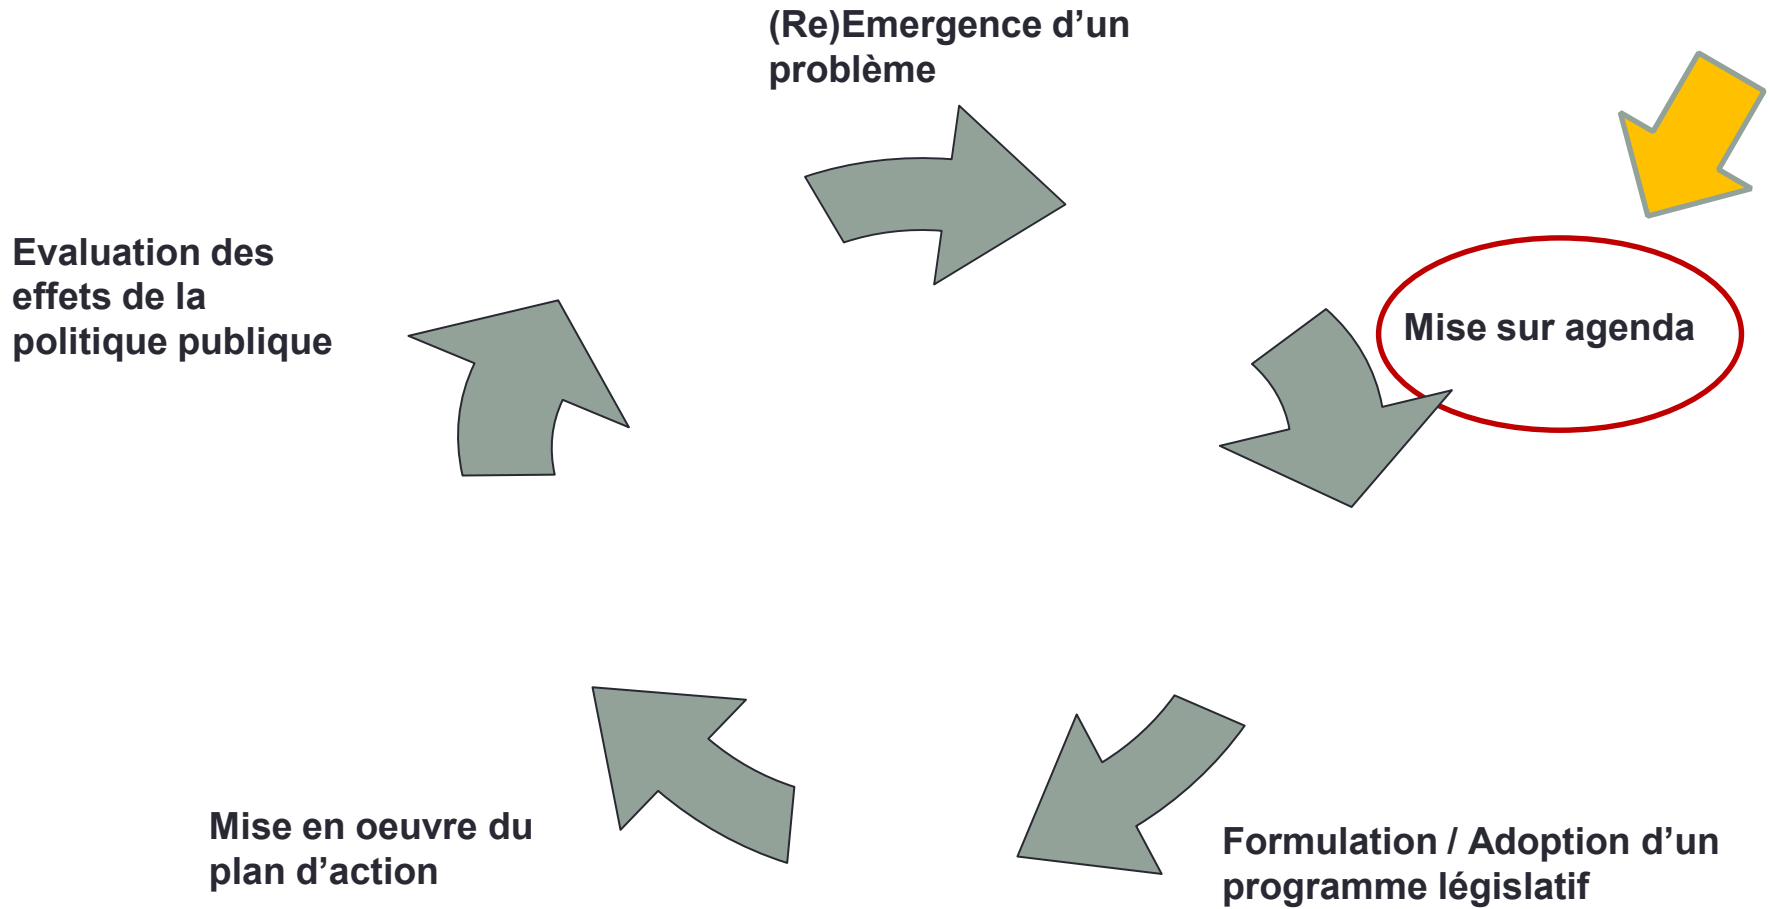 (Re)Emergence d’un
problème
Evaluation des
effets de la
politique publique
Mise sur agenda
Mise en oeuvre du
plan d’action
Formulation / Adoption d’un
programme législatif